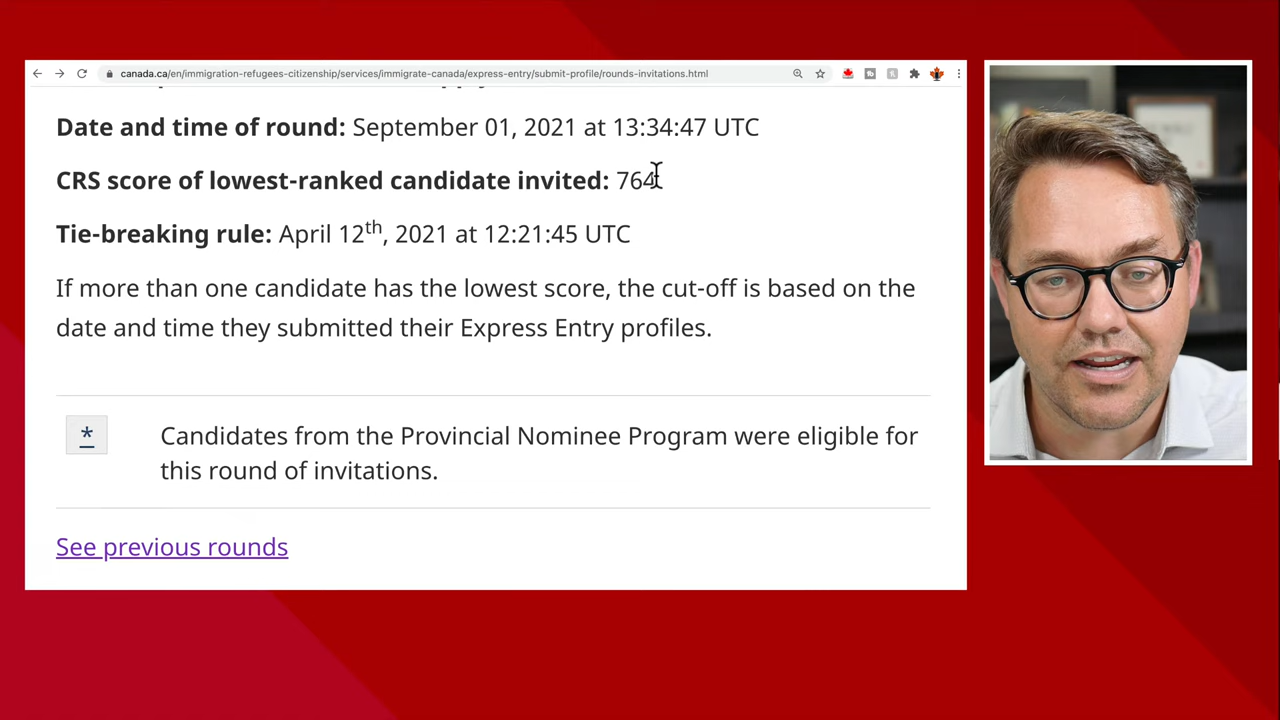 canada.ca/en/immigration-refugees-citizenship/services/immigrate-canada/express-entry/submit-profile/rounds-invitations.html
Date and time of round: September 01, 2021 at 13:34:47 UTC
CRS score of lowest-ranked candidate invited: 764
Tie-breaking rule: April 12th, 2021 at 12:21:45 UTC
If more than one candidate has the lowest score, the cut-off is based on the
date and time they submitted their Express Entry profiles.
* Candidates from the Provincial Nominee Program were eligible for
this round of invitations.
See previous rounds